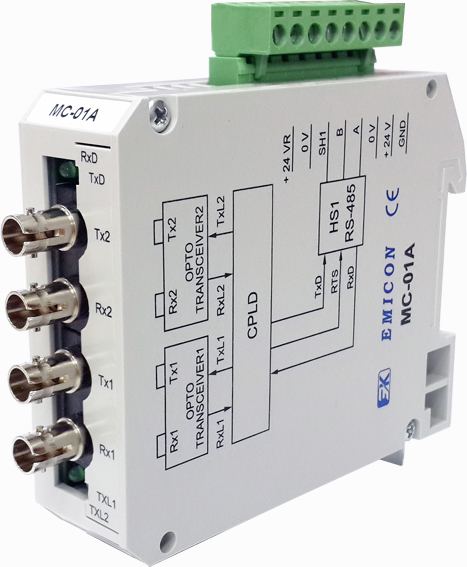 MC-01A
RxD
TxD
Tx2
Rx2
Tx1
Rx1
TXL1
TXL2
+ 24 VR
0 V
SH1
B
A
0 V
+ 24 V
GND
Tx2
Rx2
OPTO
TRANSCEIVER2
TxL2
RxL2
Tx1
Rx1
OPTO
TRANSCEIVER1
TxL1
RxL1
CPLD
TxD
RTS
RxD
HS1
RS-485
EK
EMICON
CE
MC-01A